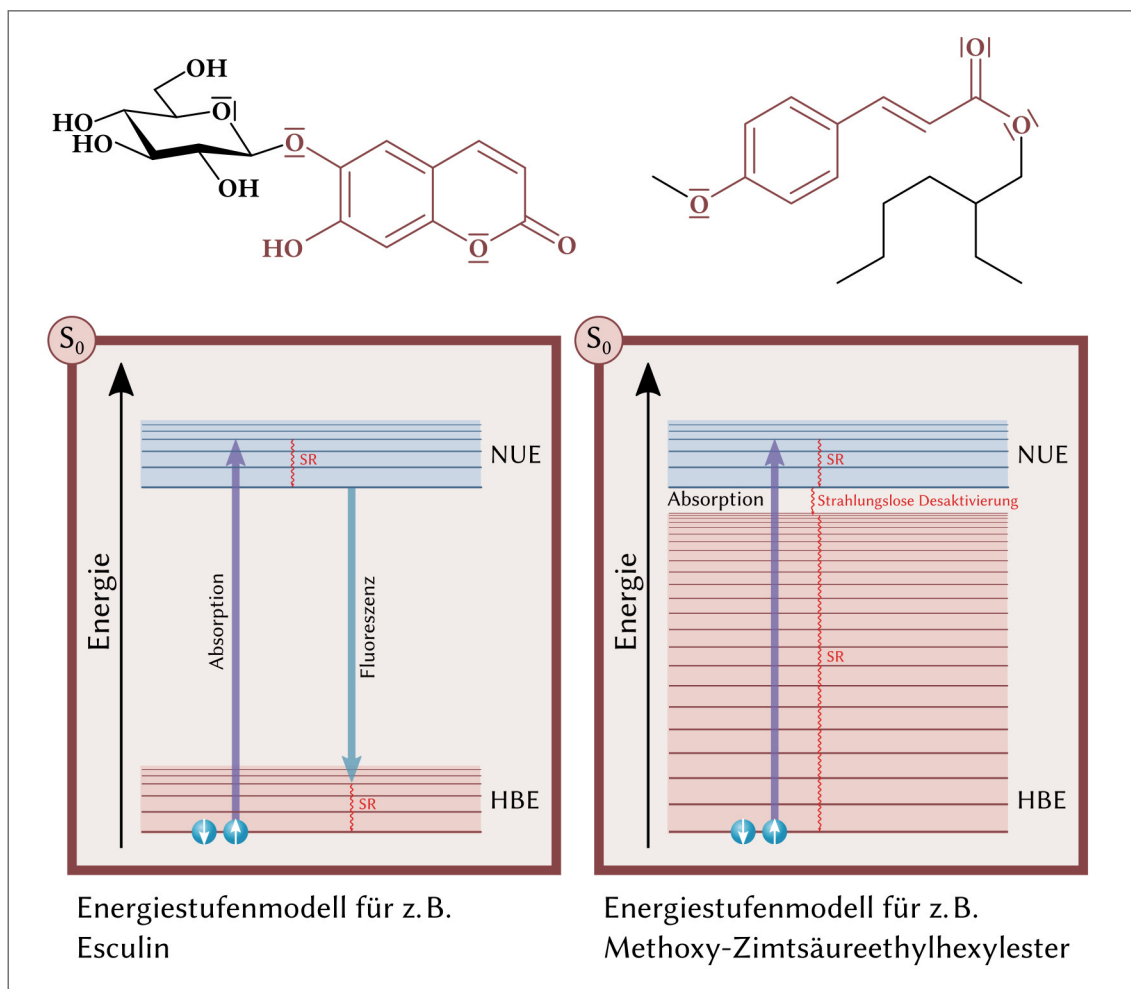 OH
O
HO
HO
OH
O
HO
O
O
O
O
O
S0
Energie
NUE
SR
Absorption
Fluoreszenz
SR
HBE
Energiestufenmodell für z. B.
Esculin
S0
Energie
NUE
SR
Absorption
Strahlungslose Desaktivierung
SR
HBE
Energiestufenmodell für z. B.
Methoxy-Zimtsäureethylhexylester